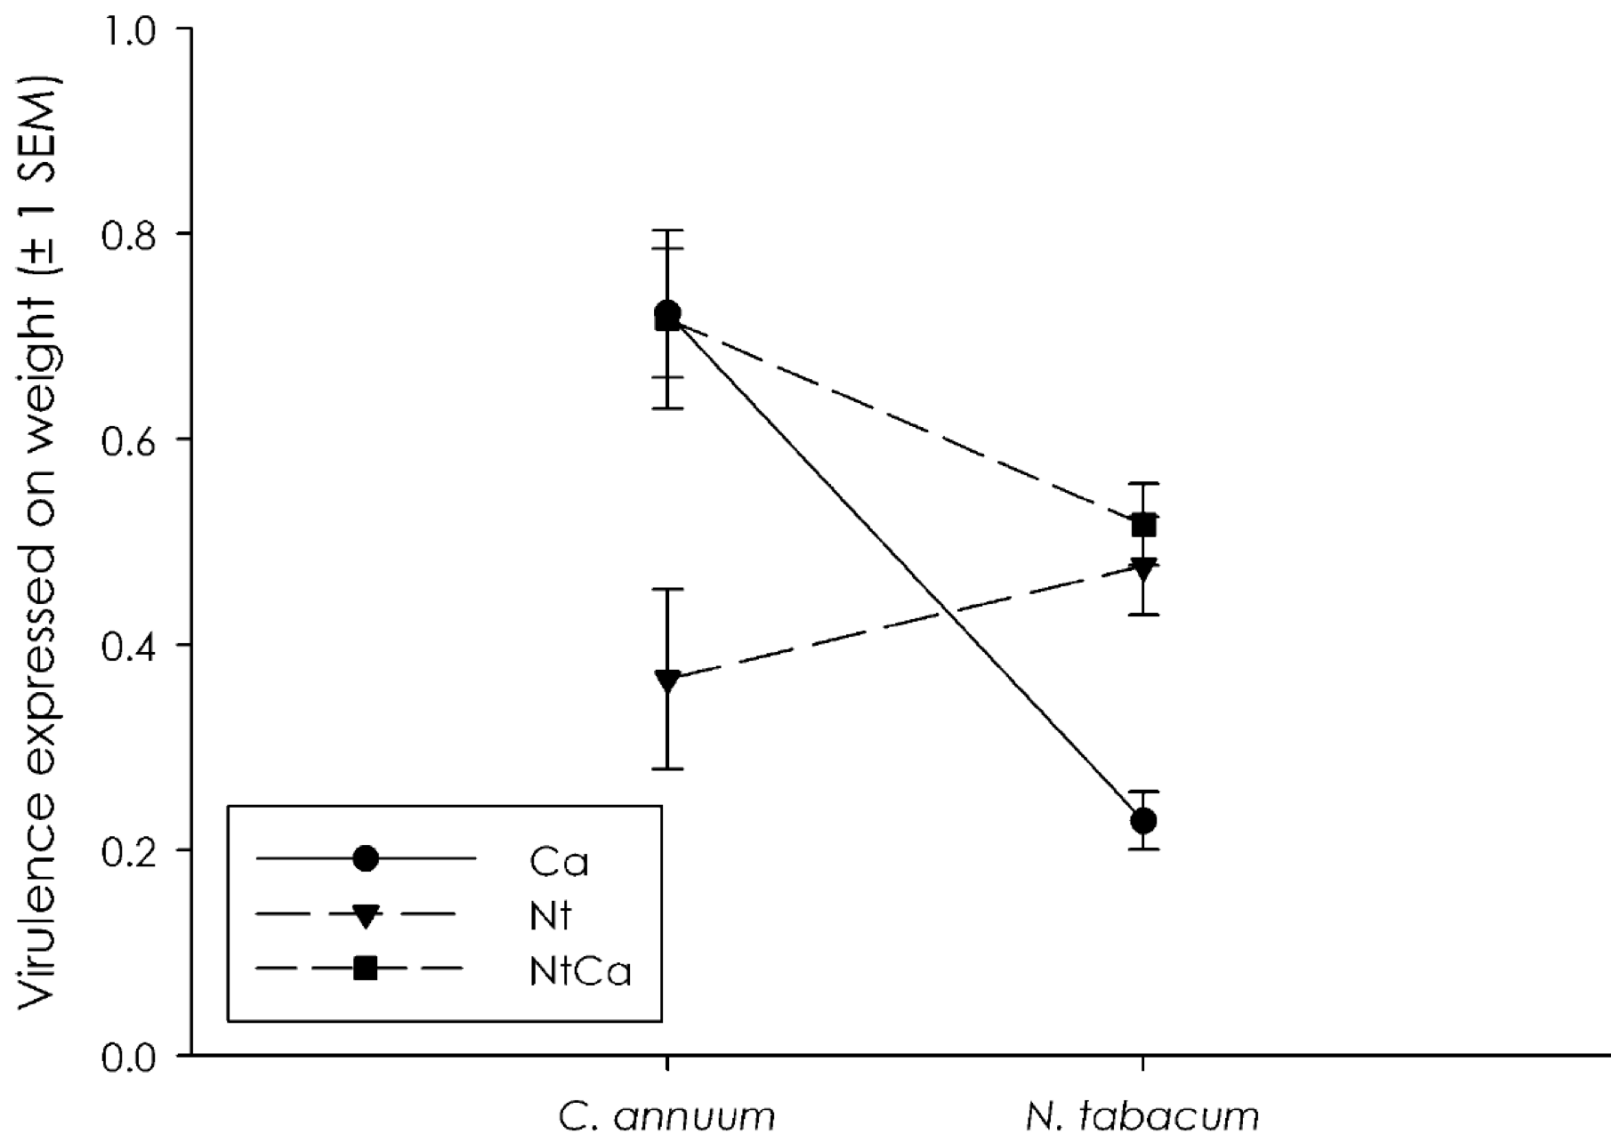 Virulence expressed on weight (± 1 SEM)
1.0
0.8
0.6
0.4
0.2
0.0
Ca
Nt
NtCa
C. annuum
N. tabacum